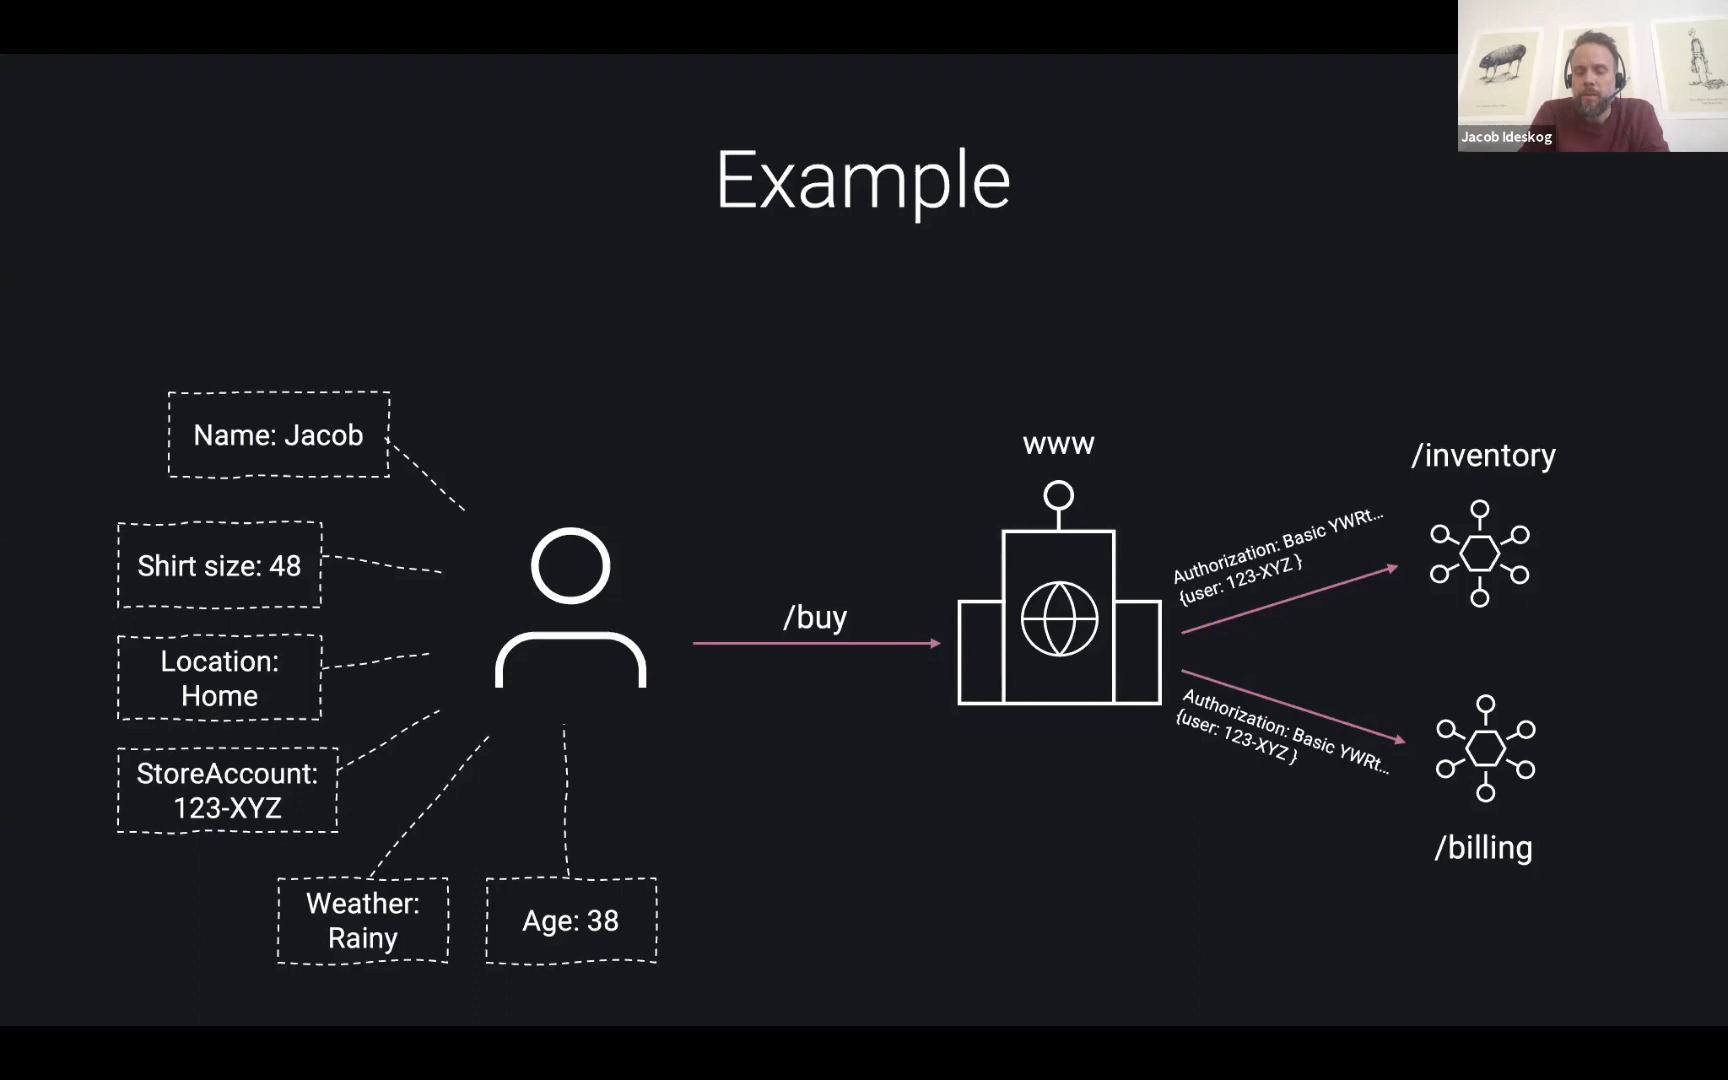 Jacob Ideskog
Example
Name: Jacob
Shirt size: 48
Location:
Home
StoreAccount:
123-XYZ
Weather:
Rainy
Age: 38
/buy
www
Authorization: Basic YWRt...
{user: 123-XYZ }
/inventory
Authorization: Basic YWRt...
{user: 123-XYZ }
/billing